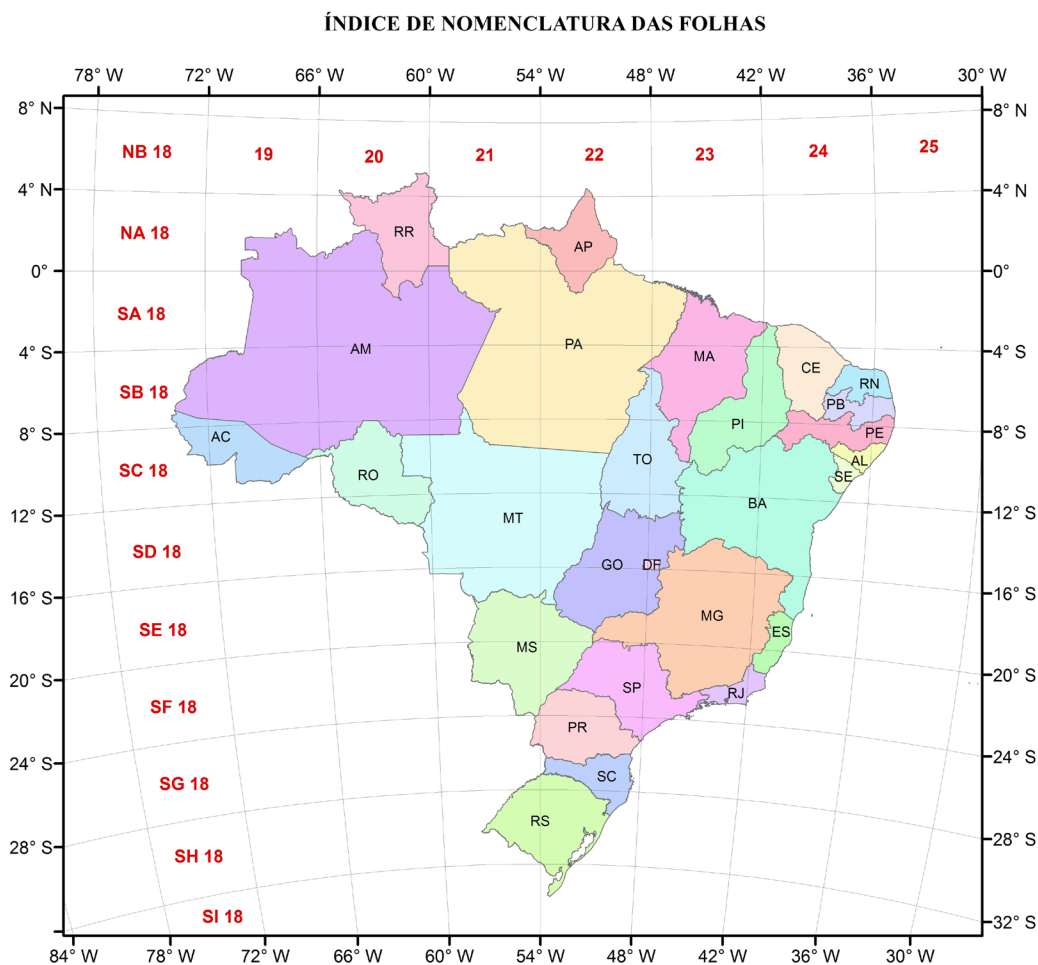 ÍNDICE DE NOMENCLATURA DAS FOLHAS
78° W 72° W 66° W 60° W 54° W 48° W 42° W 36° W 30° W
8° N 8° N
NB 18 19 20 21 22 23 24 25
4° N 4° N
NA 18 RR AP
0° 0°
SA 18
AM PA MA
4° S 4° S
CE
SB 18 RN
PB
AC PI PE
8° S 8° S
SC 18 RO TO AL
SE
MT BA
12° S 12° S
SD 18 GO DF
16° S 16° S
SE 18 MS MG ES
20° S 20° S
SF 18 SP RJ
PR
24° S 24° S
SG 18 SC
RS
28° S 28° S
SH 18
SI 18 32° S
84° W 78° W 72° W 66° W 60° W 54° W 48° W 42° W 36° W 30° W